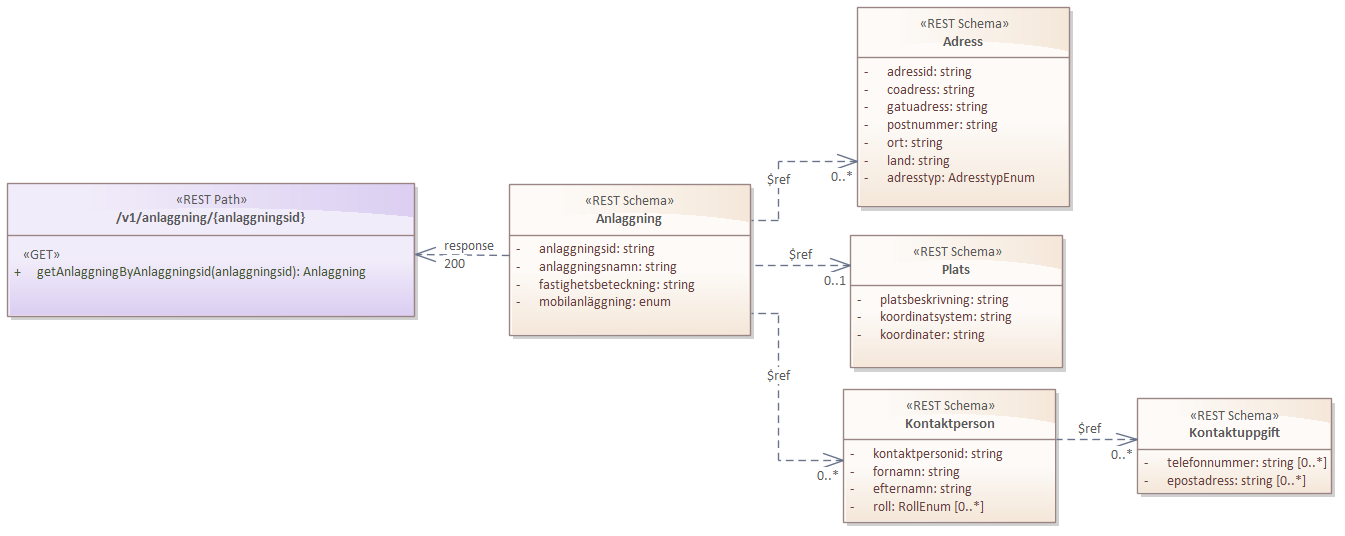 «REST Path»
/v1/anlaggning/{anlaggningsid}
«GET»
+ getAnlaggningByAnlaggningsid(anlaggningsid): Anlaggning
response
200
«REST Schema»
Anlaggning
- anlaggningsid: string
- anlaggningsnamn: string
- fastighetsbeteckning: string
- mobilanläggning: enum
$ref
0..*
«REST Schema»
Adress
- adressid: string
- coadress: string
- gatuadress: string
- postnummer: string
- ort: string
- land: string
- adresstyp: AdresstypEnum
$ref
0..1
«REST Schema»
Plats
- platsbeskrivning: string
- koordinatsystem: string
- koordinater: string
$ref
0..*
«REST Schema»
Kontaktperson
- kontaktpersonid: string
- fornamn: string
- efternamn: string
- roll: RollEnum [0..*]
$ref
0..*
«REST Schema»
Kontaktuppgift
- telefonnummer: string [0..*]
- epostadress: string [0..*]